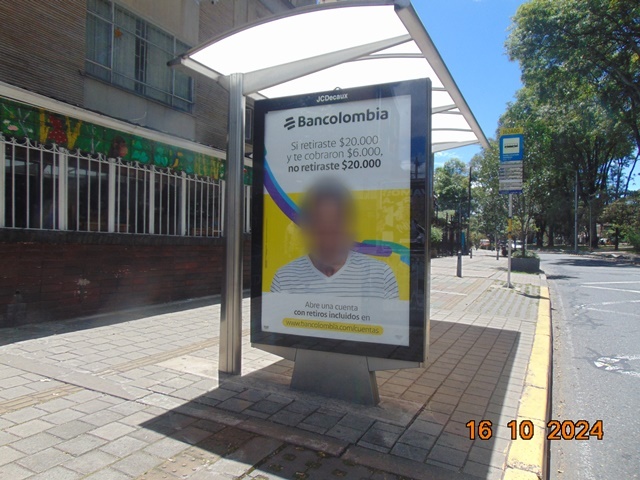 JCDecaux
Bancolombia
Si retiraste $20.000
y te cobraron $6.000,
no retiraste $20.000
Abre una cuenta
con retiros incluidos en
www.bancolombia.com/cuentas
16 10 2024